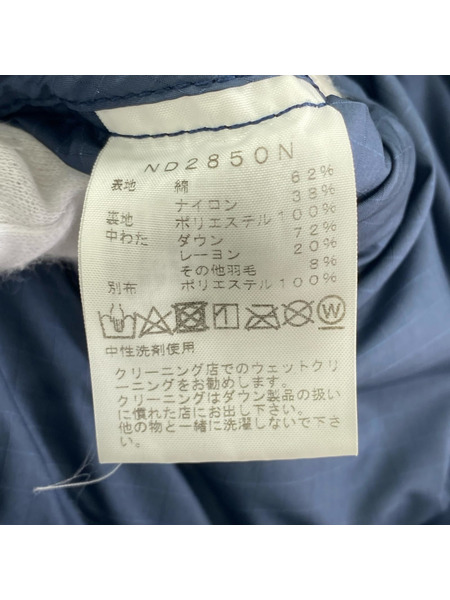 ND2850N
表地 綿 62%
ナイロン 38%
裏地 ポリエステル 100%
中わた ダウン 72%
レーヨン 20%
その他羽毛 8%
別布 ポリエステル 100%
W
中性洗剤使用
クリーニング店でのウェットクリ
ーニングをお勧めします。
クリーニングはダウン製品の扱い
に慣れた店にお出し下さい。
他の物と一緒に洗濯しないで下さ
い。